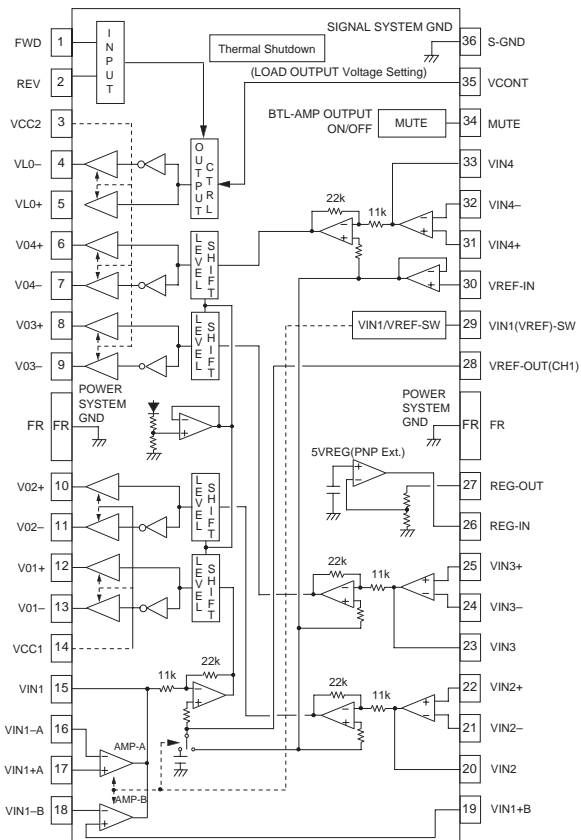 SIGNAL SYSTEM GND
FWD 1
INPUT
Thermal Shutdown
36 S-GND
REV 2
(LOAD OUTPUT Voltage Setting)
35 VCONT
VCC2 3
BTL-AMP OUTPUT
ON/OFF
MUTE
34 MUTE
VL0– 4
OUTPUT
CTRL
33 VIN4
VL0+ 5
22k
11k
32 VIN4–
V04+ 6
LEVEL
SHIFT
31 VIN4+
V04– 7
30 VREF-IN
V03+ 8
LEVEL
SHIFT
VIN1/VREF-SW
29 VIN1(VREF)-SW
V03– 9
28 VREF-OUT(CH1)
POWER
SYSTEM
GND
POWER
SYSTEM
GND
FR FR
FR FR
5VREG(PNP Ext.)
V02+ 10
LEVEL
SHIFT
27 REG-OUT
V02– 11
26 REG-IN
V01+ 12
LEVEL
SHIFT
22k
11k
25 VIN3+
V01– 13
24 VIN3–
VCC1 14
23 VIN3
VIN1 15
11k
22k
22k
11k
22 VIN2+
VIN1–A 16
AMP-A
21 VIN2–
VIN1+A 17
20 VIN2
AMP-B
VIN1–B 18
19 VIN1+B